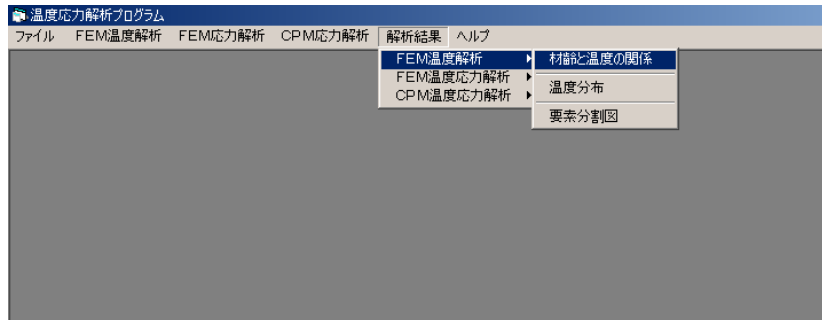 温度応力解析プログラム
ファイル FEM温度解析 FEM応力解析 CPM応力解析 解析結果 ヘルプ
FEM温度解析
FEM温度応力解析
CPM温度応力解析
材齢と温度の関係
温度分布
要素分割図